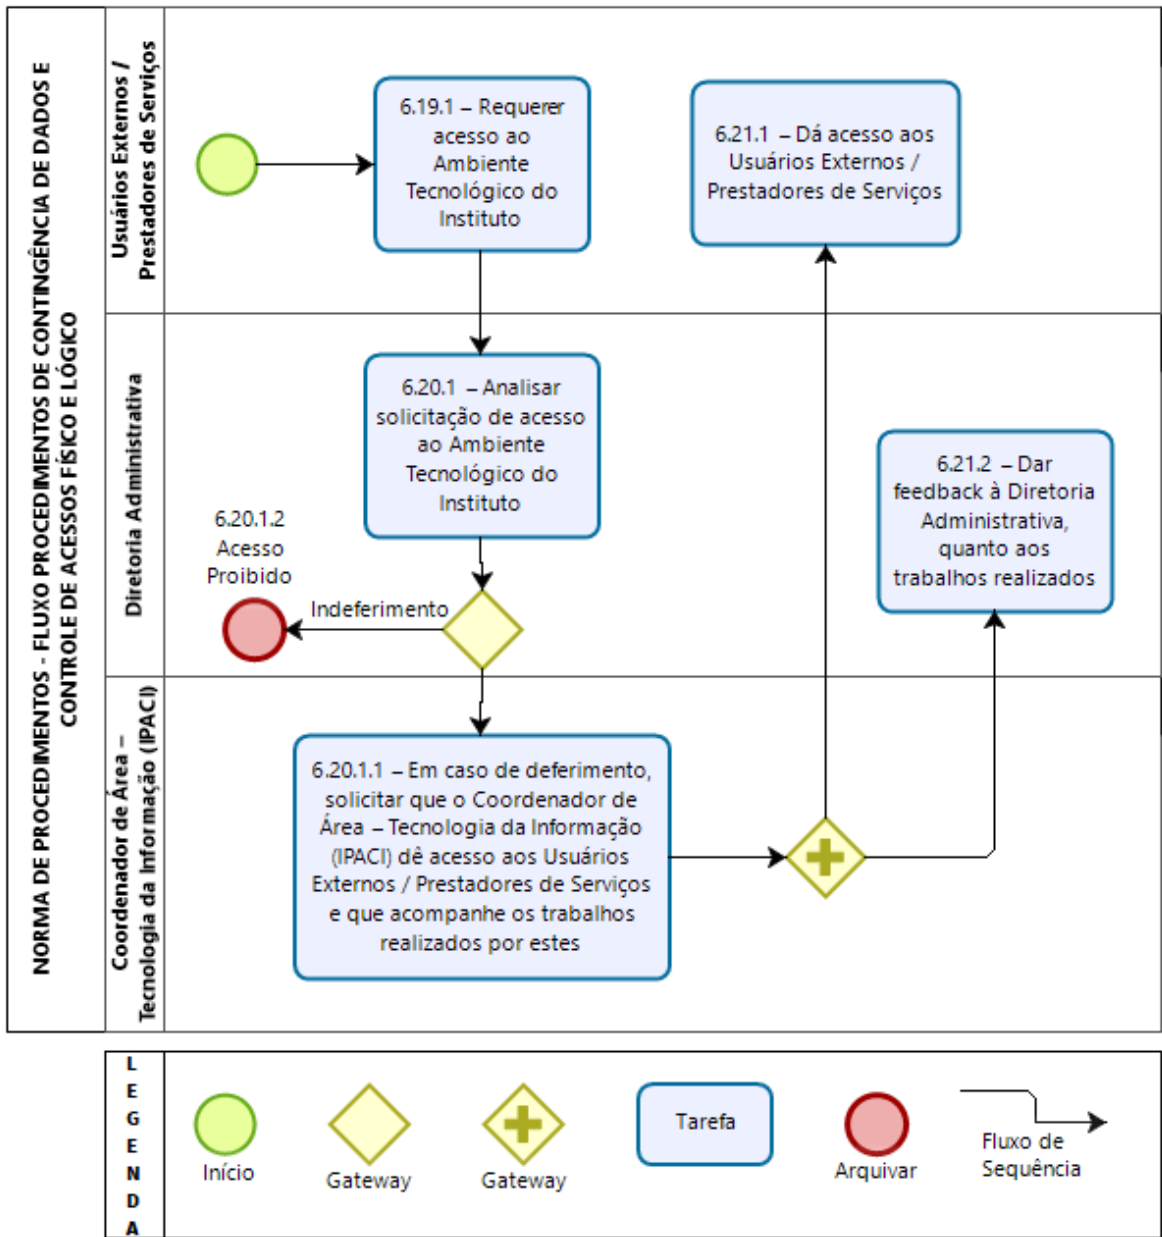 NORMA DE PROCEDIMENTOS - FLUXO PROCEDIMENTOS DE CONTINGÊNCIA DE DADOS E
CONTROLE DE ACESSOS FÍSICO E LÓGICO
Usuários Externos /
Prestadores de Serviços
6.19.1 – Requerer
acesso ao
Ambiente
Tecnológico do
Instituto
6.21.1 – Dá acesso aos
Usuários Externos /
Prestadores de Serviços
Diretoria Administrativa
6.20.1 – Analisar
solicitação de acesso
ao Ambiente
Tecnológico do
Instituto
6.20.1.2
Acesso
Proibido
Indeferimento
6.21.2 – Dar
feedback à Diretoria
Administrativa,
quanto aos
trabalhos realizados
Coordenador de Área –
Tecnologia da Informação (IPACI)
6.20.1.1 – Em caso de deferimento,
solicitar que o Coordenador de
Área – Tecnologia da Informação
(IPACI) dê acesso aos Usuários
Externos / Prestadores de Serviços
e que acompanhe os trabalhos
realizados por estes
LEGENDA
Início
Gateway
Gateway
Tarefa
Arquivar
Fluxo de
Sequência